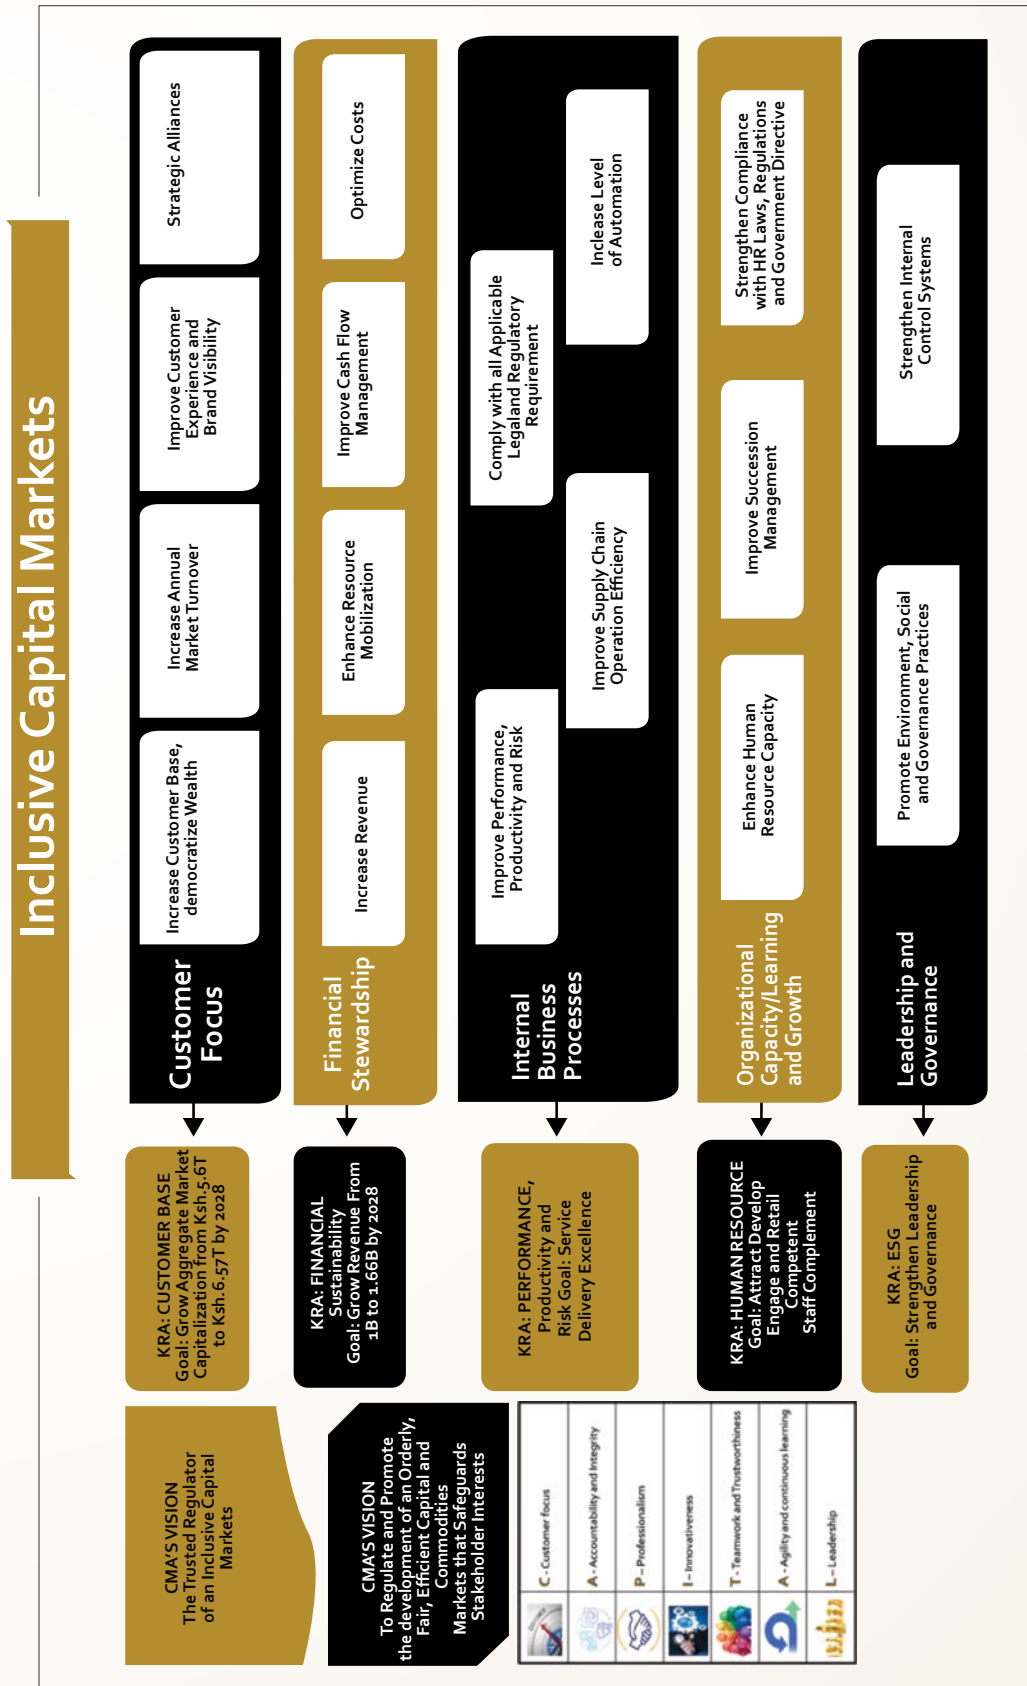 Inclusive Capital Markets
CMA'S VISION
The Trusted Regulator
of an Inclusive Capital
Markets
CMA'S VISION
To Regulate and Promote
the development of an Orderly,
Fair, Efficient Capital and
Commodities
Markets that Safeguards
Stakeholder Interests
C - Customer focus
A - Accountability and Integrity
P – Professionalism
I – Innovativeness
T - Teamwork and Trustworthiness
A - Agility and continuous learning
L – Leadership
KRA: CUSTOMER BASE
Goal: Grow Aggregate Market
Capitalization from Ksh.5.6T
to Ksh.6.57T by 2028
Customer
Focus
Increase Customer Base,
democratize Wealth
Increase Annual
Market Turnover
Improve Customer
Experience and
Brand Visibility
Strategic Alliances
KRA: FINANCIAL
Sustainability
Goal: Grow Revenue From
1B to 1.66B by 2028
Financial
Stewardship
Increase Revenue
Enhance Resource
Mobilization
Improve Cash Flow
Management
Optimize Costs
KRA: PERFORMANCE,
Productivity and
Risk Goal: Service
Delivery Excellence
Internal
Business
Processes
Improve Performance,
Productivity and Risk
Improve Supply Chain
Operation Efficiency
Comply with all Applicable
Legaland Regulatory
Requirement
Inclease Level
of Automation
KRA: HUMAN RESOURCE
Goal: Attract Develop
Engage and Retail
Competent
Staff Complement
Organizational
Capacity/Learning
and Growth
Enhance Human
Resource Capacity
Improve Succession
Management
Strengthen Compliance
with HR Laws, Regulations
and Government Directive
KRA: ESG
Goal: Strengthen Leadership
and Governance
Leadership and
Governance
Promote Environment, Social
and Governance Practices
Strengthen Internal
Control Systems